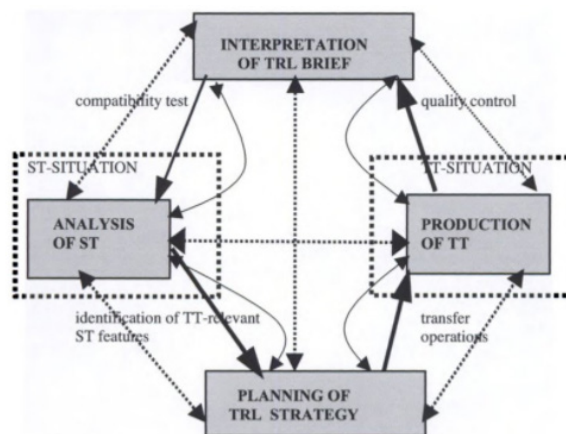 INTERPRETATION
OF TRL BRIEF
compatibility test
quality control
ST-SITUATION
TT-SITUATION
ANALYSIS
OF ST
PRODUCTION
OF TT
identification of TT-relevant
ST features
transfer
operations
PLANNING OF
TRL STRATEGY